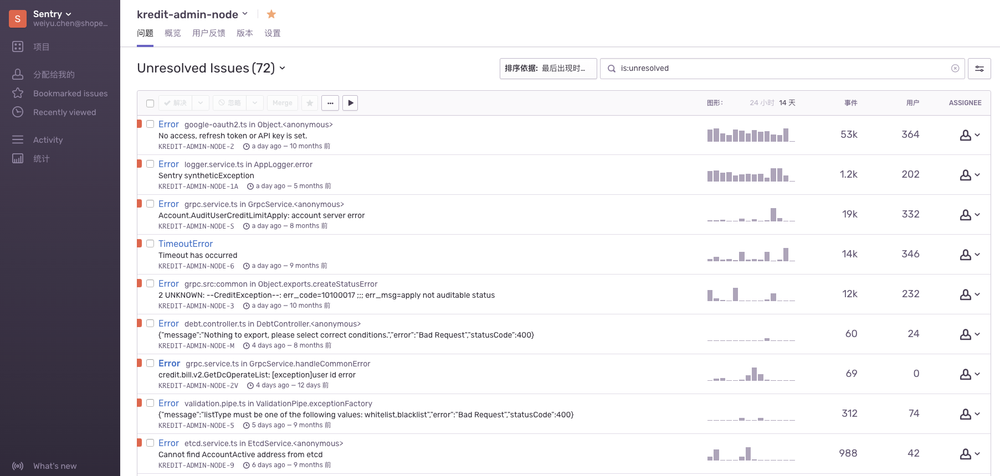 S
Sentry
weiyu.chen@shope...
项目
分配给我的
Bookmarked issues
Recently viewed
Activity
统计
What's new
kredit-admin-node
问题 概览 用户反馈 版本 设置
Unresolved Issues (72)
排序依据: 最后出现时... is:unresolved
解决 忽略 Merge 图形: 24 小时 14 天 事件 用户 ASSIGNEE
Error google-oauth2.ts in Object.<anonymous>
No access, refresh token or API key is set.
KREDIT-ADMIN-NODE-2 a day ago — 10 months 前
53k 364
Error logger.service.ts in AppLogger.error
Sentry syntheticException
KREDIT-ADMIN-NODE-1A a day ago — 5 months 前
1.2k 202
Error grpc.service.ts in GrpcService.<anonymous>
Account.AuditUserCreditLimitApply: account server error
KREDIT-ADMIN-NODE-S a day ago — 8 months 前
19k 332
TimeoutError
Timeout has occurred
KREDIT-ADMIN-NODE-6 a day ago — 9 months 前
14k 346
Error grpc.src:common in Object.exports.createStatusError
2 UNKNOWN: --CreditException--: err_code=10100017 ;;; err_msg=apply not auditable status
KREDIT-ADMIN-NODE-3 a day ago — 10 months 前
12k 232
Error debt.controller.ts in DebtController.<anonymous>
{"message":"Nothing to export, please select correct conditions.","error":"Bad Request","statusCode":400}
KREDIT-ADMIN-NODE-M 4 days ago — 8 months 前
60 24
Error grpc.service.ts in GrpcService.handleCommonError
credit.bill.v2.GetDcOperateList: [exception]user id error
KREDIT-ADMIN-NODE-2V 4 days ago — 12 days 前
69 0
Error validation.pipe.ts in ValidationPipe.exceptionFactory
{"message":"listType must be one of the following values: whitelist,blacklist","error":"Bad Request","statusCode":400}
KREDIT-ADMIN-NODE-5 5 days ago — 9 months 前
312 74
Error etcd.service.ts in EtcdService.<anonymous>
Cannot find AccountActive address from etcd
KREDIT-ADMIN-NODE-9 6 days ago — 9 months 前
988 42